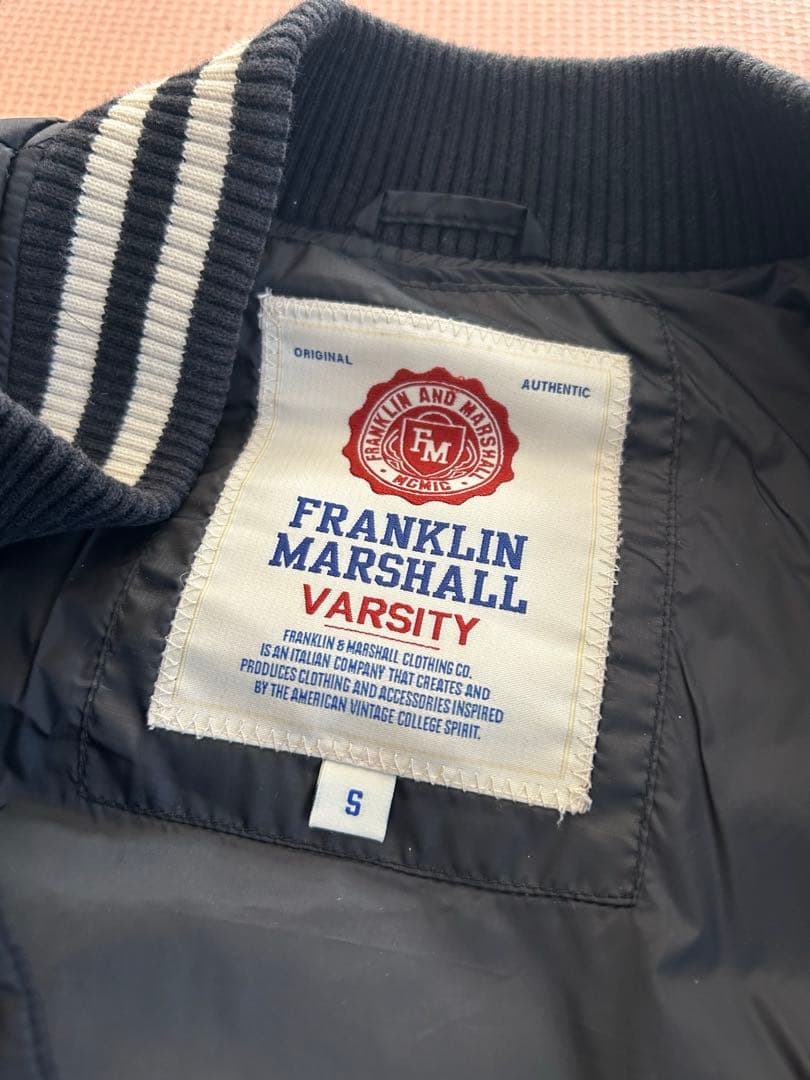 ORIGINAL
AUTHENTIC
FRANKLIN AND MARSHALL
FM
MCMIC
FRANKLIN
MARSHALL
VARSITY
FRANKLIN & MARSHALL CLOTHING CO.
IS AN ITALIAN COMPANY THAT CREATES AND
PRODUCES CLOTHING AND ACCESSORIES INSPIRED
BY THE AMERICAN VINTAGE COLLEGE SPIRIT.
S